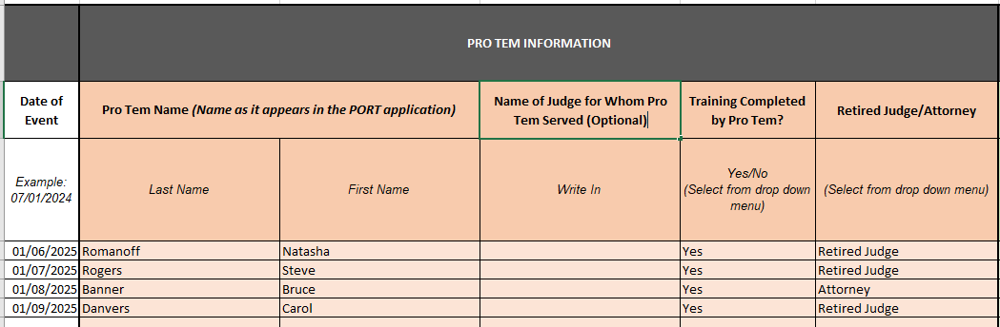 PRO TEM INFORMATION
Date of Event
Pro Tem Name (Name as it appears in the PORT application)
Name of Judge for Whom Pro Tem Served (Optional)
Training Completed by Pro Tem?
Retired Judge/Attorney
Example: 07/01/2024
Last Name
First Name
Write In
Yes/No (Select from drop down menu)
(Select from drop down menu)
01/06/2025 Romanoff Natasha Yes Retired Judge
01/07/2025 Rogers Steve Yes Retired Judge
01/08/2025 Banner Bruce Yes Attorney
01/09/2025 Danvers Carol Yes Retired Judge